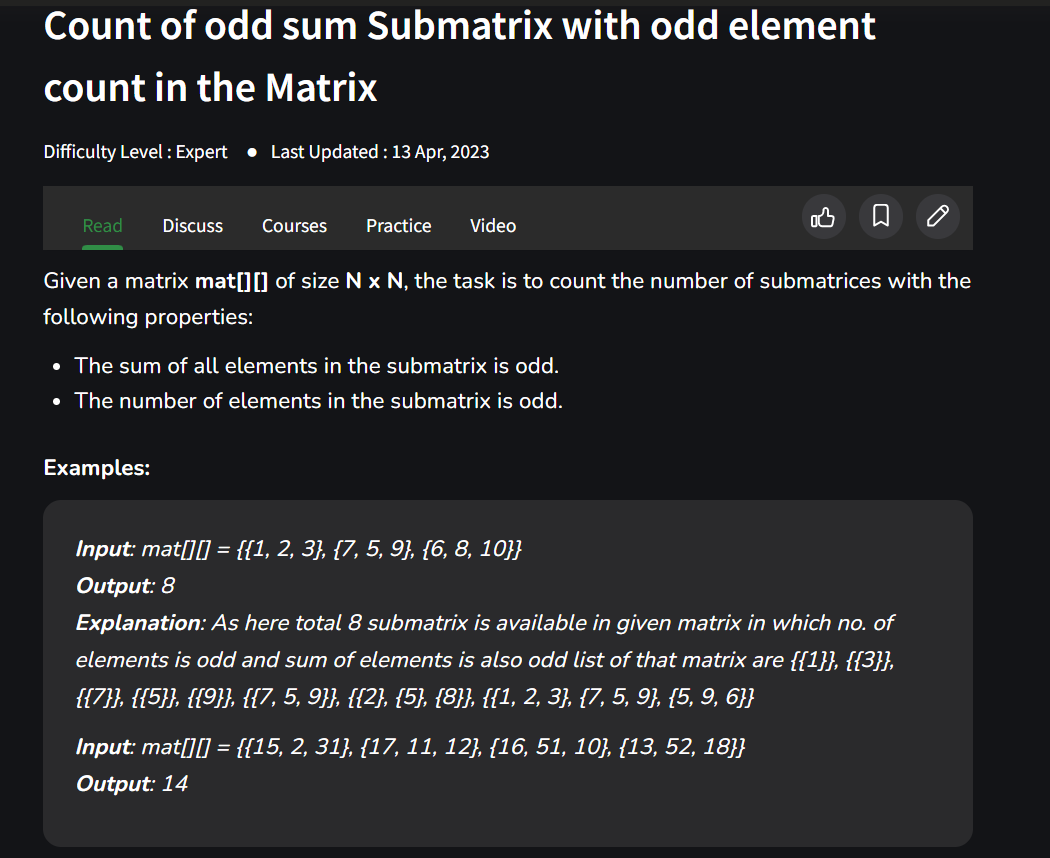 Count of odd sum Submatrix with odd element
count in the Matrix
Difficulty Level : Expert ● Last Updated : 13 Apr, 2023
Read Discuss Courses Practice Video
Given a matrix mat[][] of size N x N, the task is to count the number of submatrices with the
following properties:
• The sum of all elements in the submatrix is odd.
• The number of elements in the submatrix is odd.
Examples:
Input: mat[][] = {{1, 2, 3}, {7, 5, 9}, {6, 8, 10}}
Output: 8
Explanation: As here total 8 submatrix is available in given matrix in which no. of
elements is odd and sum of elements is also odd list of that matrix are {{1}}, {{3}},
{{7}}, {{5}}, {{9}}, {{7, 5, 9}}, {{2}, {5}, {8}}, {{1, 2, 3}, {7, 5, 9}, {5, 9, 6}}
Input: mat[][] = {{15, 2, 31}, {17, 11, 12}, {16, 51, 10}, {13, 52, 18}}
Output: 14